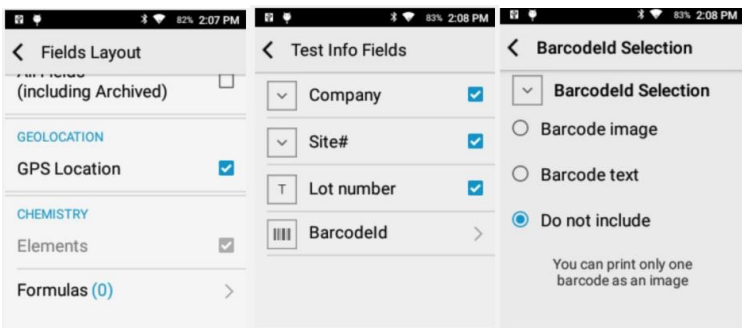 82% 2:07 PM
Fields Layout
All Fields
(including Archived)
GEOLOCATION
GPS Location
CHEMISTRY
Elements
Formulas (0)
83% 2:08 PM
Test Info Fields
Company
Site#
T Lot number
BarcodeId
83% 2:08 PM
BarcodeId Selection
BarcodeId Selection
Barcode image
Barcode text
Do not include
You can print only one
barcode as an image